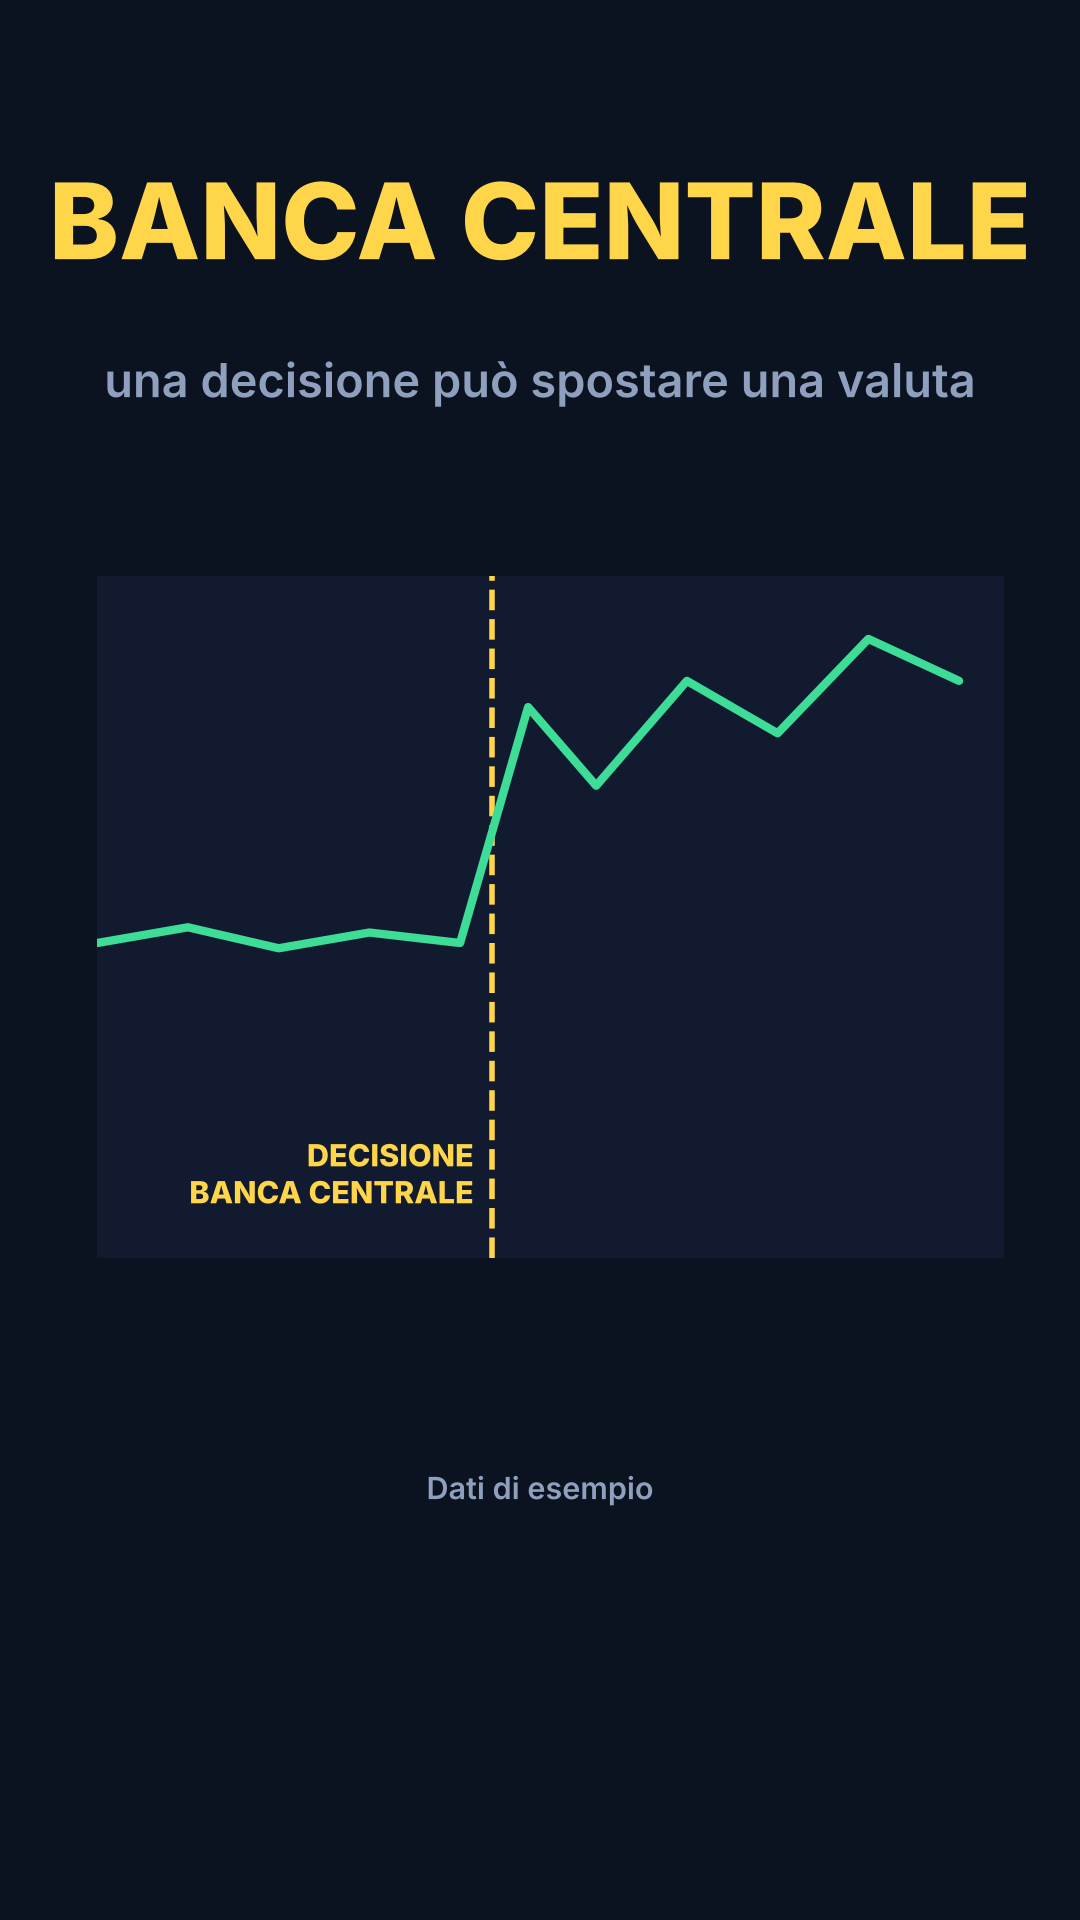 BANCA CENTRALE
una decisione può spostare una valuta
DECISIONE
BANCA CENTRALE
Dati di esempio